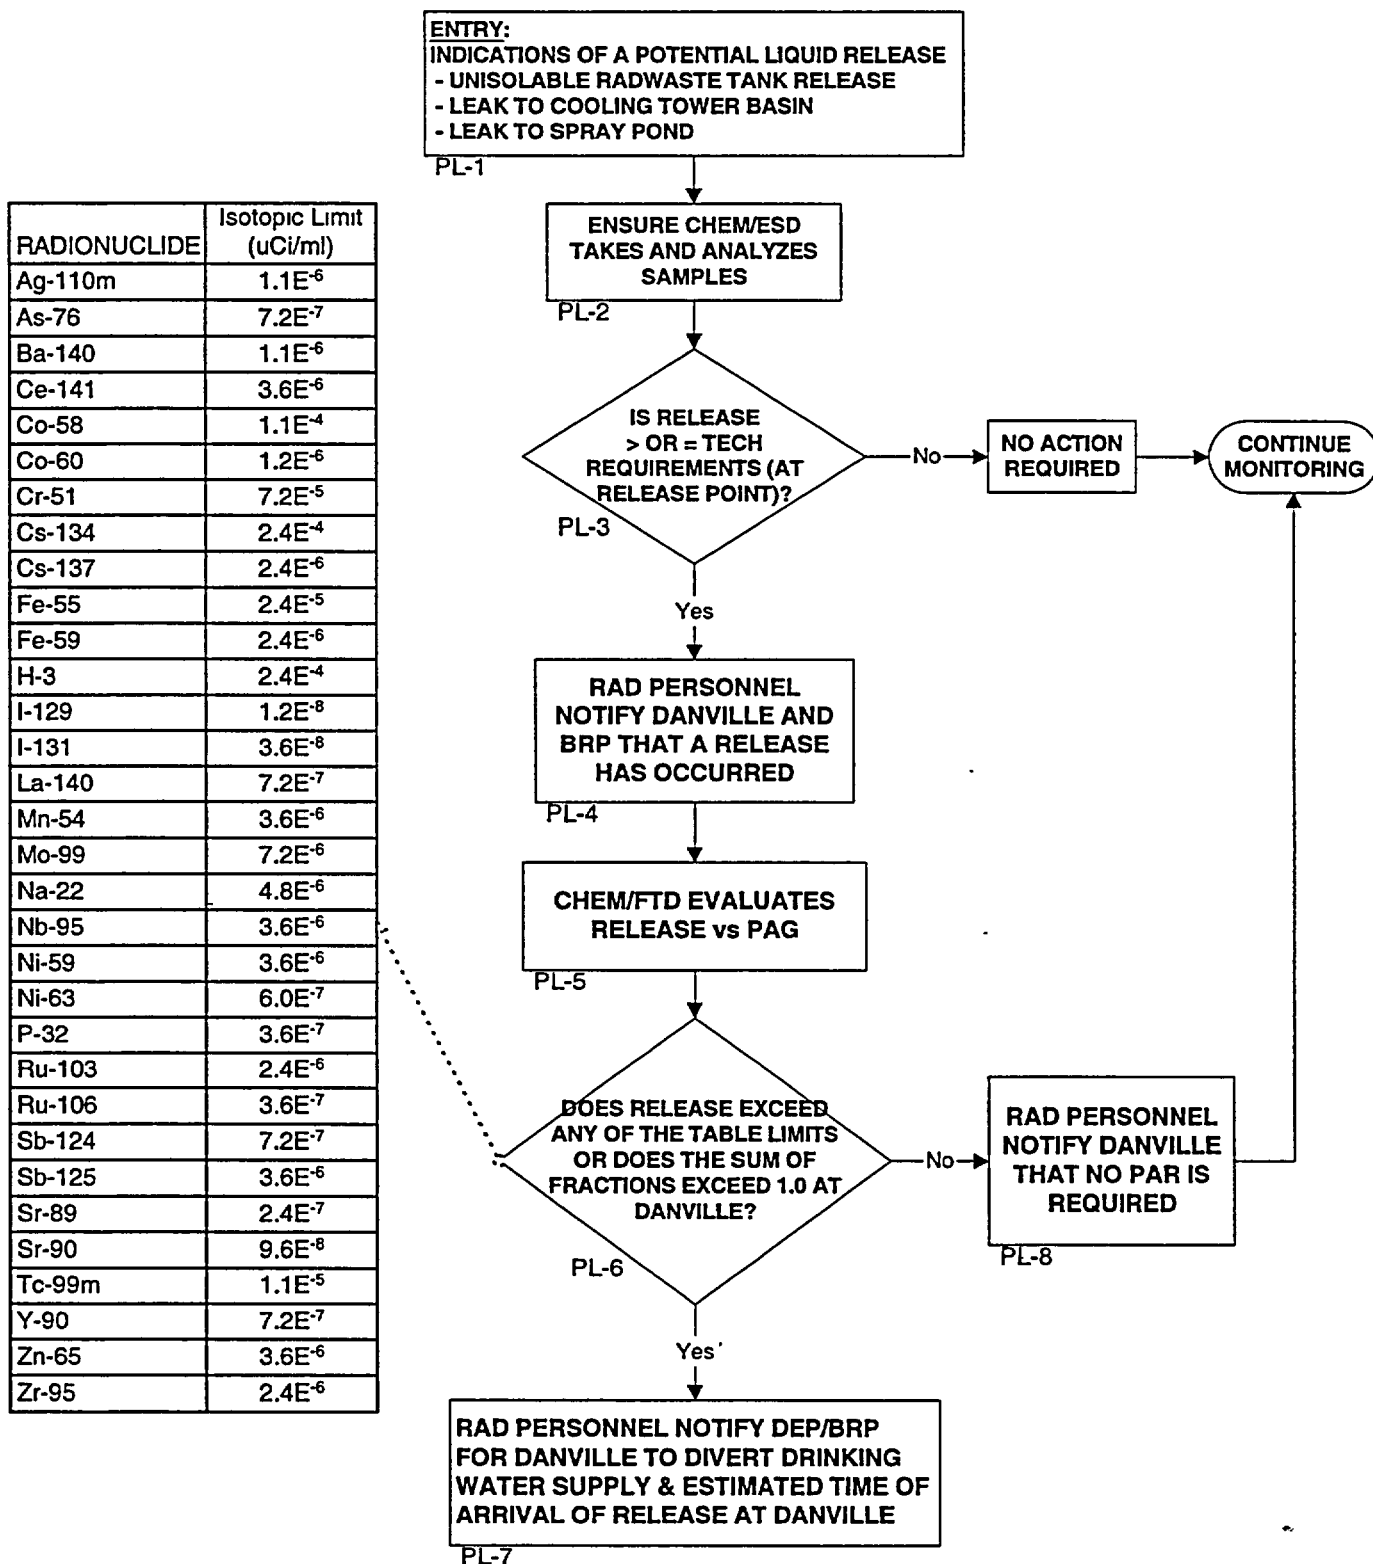 ENTRY:
INDICATIONS OF A POTENTIAL LIQUID RELEASE
- UNISOLABLE RADWASTE TANK RELEASE
- LEAK TO COOLING TOWER BASIN
- LEAK TO SPRAY POND
PL-1
ENSURE CHEM/ESD
TAKES AND ANALYZES
SAMPLES
PL-2
IS RELEASE
> OR = TECH
REQUIREMENTS (AT
RELEASE POINT)?
PL-3
No
NO ACTION
REQUIRED
CONTINUE
MONITORING
Yes
RAD PERSONNEL
NOTIFY DANVILLE AND
BRP THAT A RELEASE
HAS OCCURRED
PL-4
CHEM/FTD EVALUATES
RELEASE vs PAG
PL-5
DOES RELEASE EXCEED
ANY OF THE TABLE LIMITS
OR DOES THE SUM OF
FRACTIONS EXCEED 1.0 AT
DANVILLE?
PL-6
No
RAD PERSONNEL
NOTIFY DANVILLE
THAT NO PAR IS
REQUIRED
PL-8
Yes
RAD PERSONNEL NOTIFY DEP/BRP
FOR DANVILLE TO DIVERT DRINKING
WATER SUPPLY & ESTIMATED TIME OF
ARRIVAL OF RELEASE AT DANVILLE
PL-7
RADIONUCLIDE Isotopic Limit (uCi/ml)
Ag-110m 1.1E⁻⁶
As-76 7.2E⁻⁷
Ba-140 1.1E⁻⁶
Ce-141 3.6E⁻⁶
Co-58 1.1E⁻⁴
Co-60 1.2E⁻⁶
Cr-51 7.2E⁻⁵
Cs-134 2.4E⁻⁴
Cs-137 2.4E⁻⁶
Fe-55 2.4E⁻⁵
Fe-59 2.4E⁻⁶
H-3 2.4E⁻⁴
I-129 1.2E⁻⁸
I-131 3.6E⁻⁸
La-140 7.2E⁻⁷
Mn-54 3.6E⁻⁶
Mo-99 7.2E⁻⁶
Na-22 4.8E⁻⁶
Nb-95 3.6E⁻⁶
Ni-59 3.6E⁻⁶
Ni-63 6.0E⁻⁷
P-32 3.6E⁻⁷
Ru-103 2.4E⁻⁶
Ru-106 3.6E⁻⁷
Sb-124 7.2E⁻⁷
Sb-125 3.6E⁻⁶
Sr-89 2.4E⁻⁷
Sr-90 9.6E⁻⁸
Tc-99m 1.1E⁻⁵
Y-90 7.2E⁻⁷
Zn-65 3.6E⁻⁶
Zr-95 2.4E⁻⁶